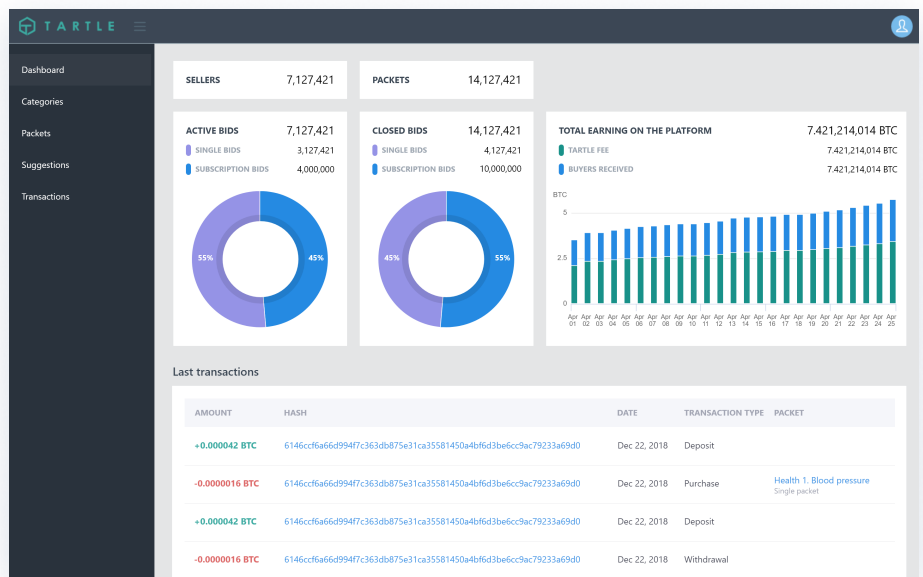 TARTLE
Dashboard
Categories
Packets
Suggestions
Transactions
SELLERS 7,127,421
PACKETS 14,127,421
ACTIVE BIDS 7,127,421
SINGLE BIDS 3,127,421
SUBSCRIPTION BIDS 4,000,000
55% 45%
CLOSED BIDS 14,127,421
SINGLE BIDS 4,127,421
SUBSCRIPTION BIDS 10,000,000
45% 55%
TOTAL EARNING ON THE PLATFORM 7.421,214,014 BTC
TARTLE FEE 7.421,214,014 BTC
BUYERS RECEIVED 7.421,214,014 BTC
BTC
5
2.5
0
Apr Apr Apr Apr Apr Apr Apr Apr Apr Apr Apr Apr Apr Apr Apr Apr Apr Apr Apr Apr Apr Apr Apr Apr Apr
01 02 03 04 05 06 07 08 09 10 11 12 13 14 15 16 17 18 19 20 21 22 23 24 25
Last transactions
AMOUNT HASH DATE TRANSACTION TYPE PACKET
+0.000042 BTC 6146ccf6a66d994f7c363db875e31ca35581450a4bf6d3be6cc9ac79233a69d0 Dec 22, 2018 Deposit
-0.0000016 BTC 6146ccf6a66d994f7c363db875e31ca35581450a4bf6d3be6cc9ac79233a69d0 Dec 22, 2018 Purchase Health 1. Blood pressure
Single packet
+0.000042 BTC 6146ccf6a66d994f7c363db875e31ca35581450a4bf6d3be6cc9ac79233a69d0 Dec 22, 2018 Deposit
-0.0000016 BTC 6146ccf6a66d994f7c363db875e31ca35581450a4bf6d3be6cc9ac79233a69d0 Dec 22, 2018 Withdrawal